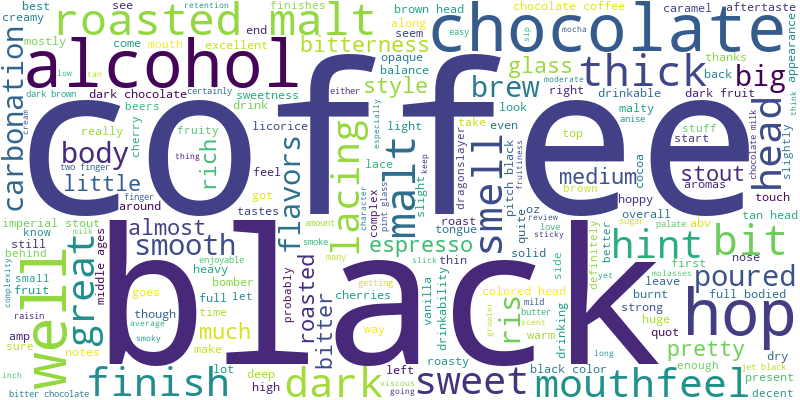 best
creamy
see
retention
roasted malt
finishes
end
excellent
mouth
come
mostly
brown head
along
seem
bitterness
opaque
balance
style
chocolate coffee
easy
sip
mocha
chocolate
caramel
aftertaste
thanks
back
appearance
glass
thick
big
moderate
low
tan
dark brown
certainly
alcohol
dark chocolate
sweetness
either
beers
drink
brew
right
drinkable
malty
dark fruit
look
think
carbonation
cream
really
cherry
fruity
licorice
especially
light
take
even
anise
top
stuff
start
slightly
coffee
chocolate milk
head
two finger
thing
body
rich
feel
lace
slight
keep
dragonslayer
pitch black
fruitiness
medium
cocoa
brown
stout
aromas
little
finger
got
tastes
flavors
lacing
malt
smell
hoppy
touch
around
character
pint glass
complex
roast
tongue
quite
oz
review
love
sticky
overall
abv
tan head
imperial stout
milk
know
still
behind
almost
smooth
amount
smoke
many
espresso
slick
thin
solid
side
definitely
better
sugar
palate
hint
bit
first
nose
molasses
complexity
small
fruit
well
great
middle ages
enjoyable
heavy
bomber
probably
cherries
vanilla
drinkability
colored head
ris
yet
leave
poured
burnt
full bodied
raisin
goes
full
let
black
getting
mild
butter
scent
growler
strong
hop
amp
sure
though
average
smoky
time
much
roasted
bitter
way
warm
drinking
huge
quot
notes
make
pretty
enough
dry
inch
finish
lot
deep
high
dark
left
viscous
going
roasty
sweet
black color
long
mouthfeel
jet black
present
decent
bitter chocolate